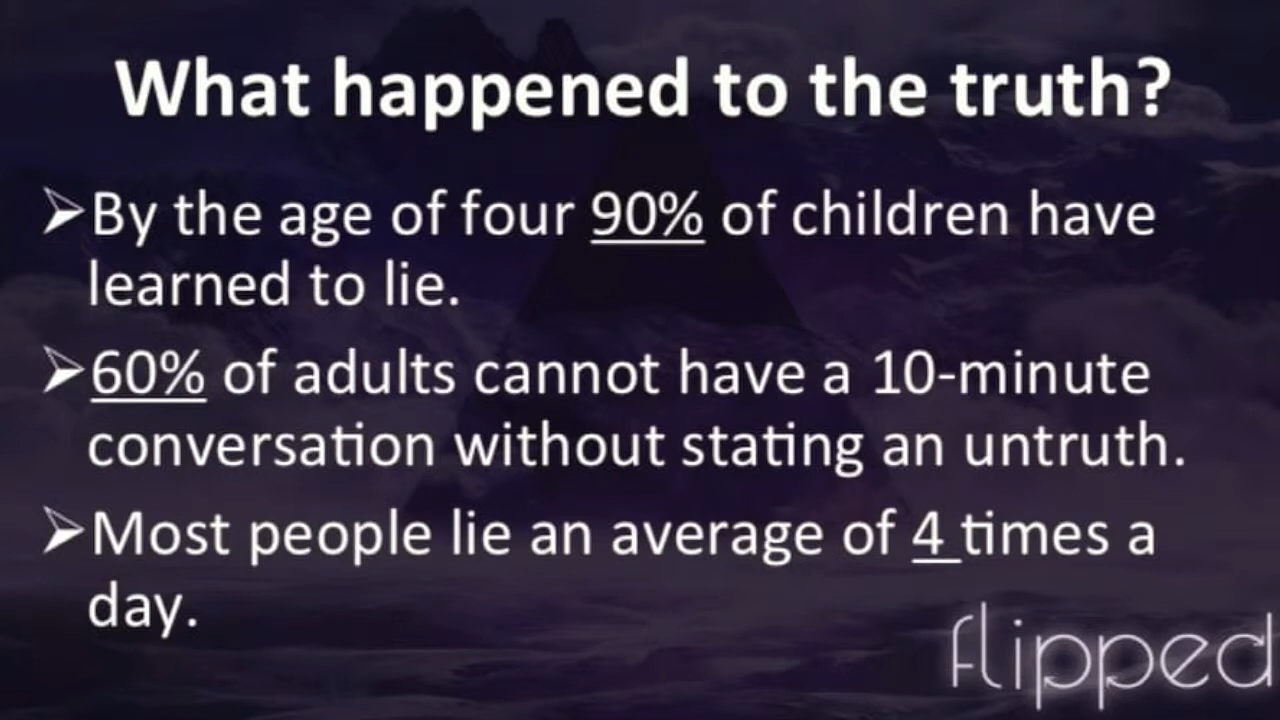 What happened to the truth?
➢By the age of four 90% of children have
learned to lie.
➢60% of adults cannot have a 10-minute
conversation without stating an untruth.
➢Most people lie an average of 4 times a
day.
flipped